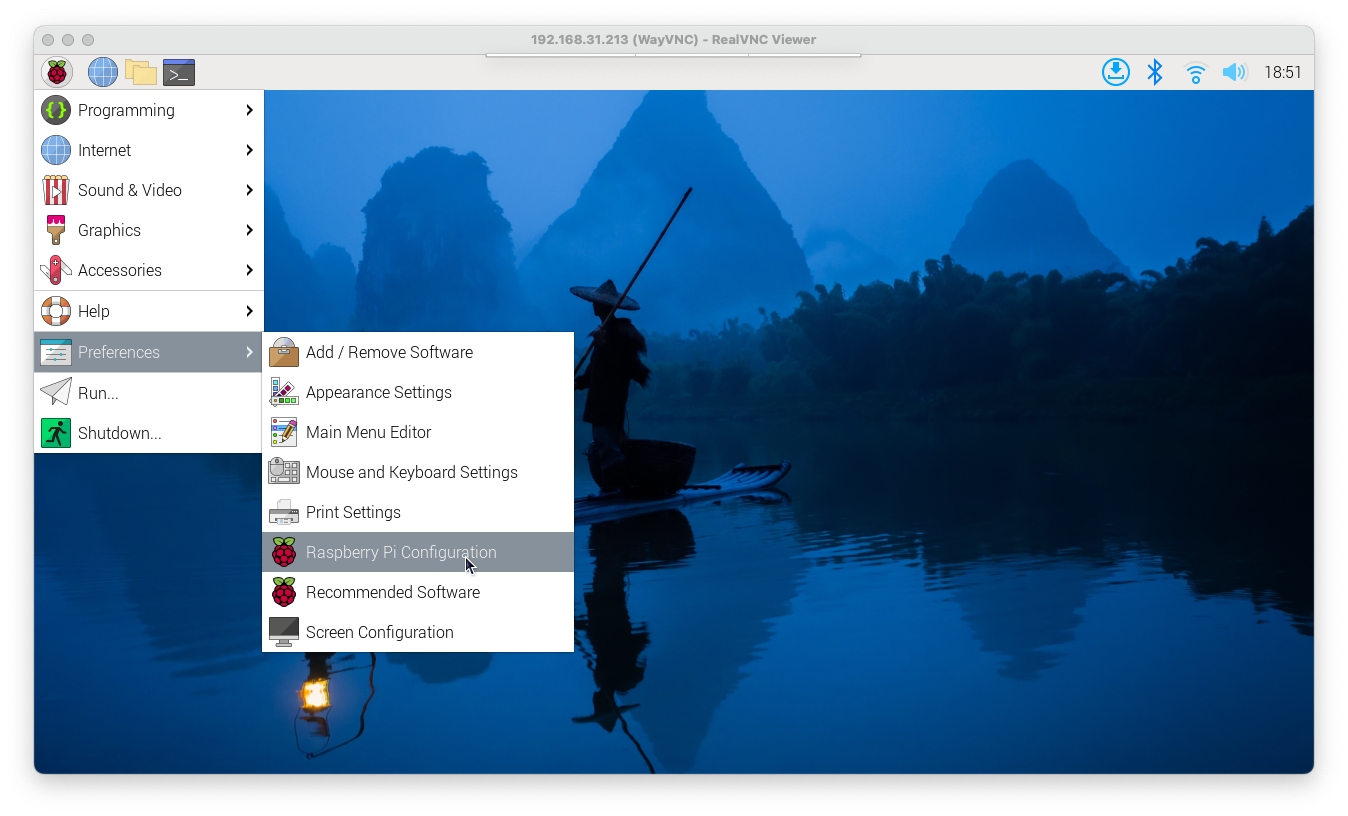 192.168.31.213 (WayVNC) - RealVNC Viewer
>_ 18:51
Programming
Internet
Sound & Video
Graphics
Accessories
Help
Preferences
Run...
Shutdown...
Add / Remove Software
Appearance Settings
Main Menu Editor
Mouse and Keyboard Settings
Print Settings
Raspberry Pi Configuration
Recommended Software
Screen Configuration